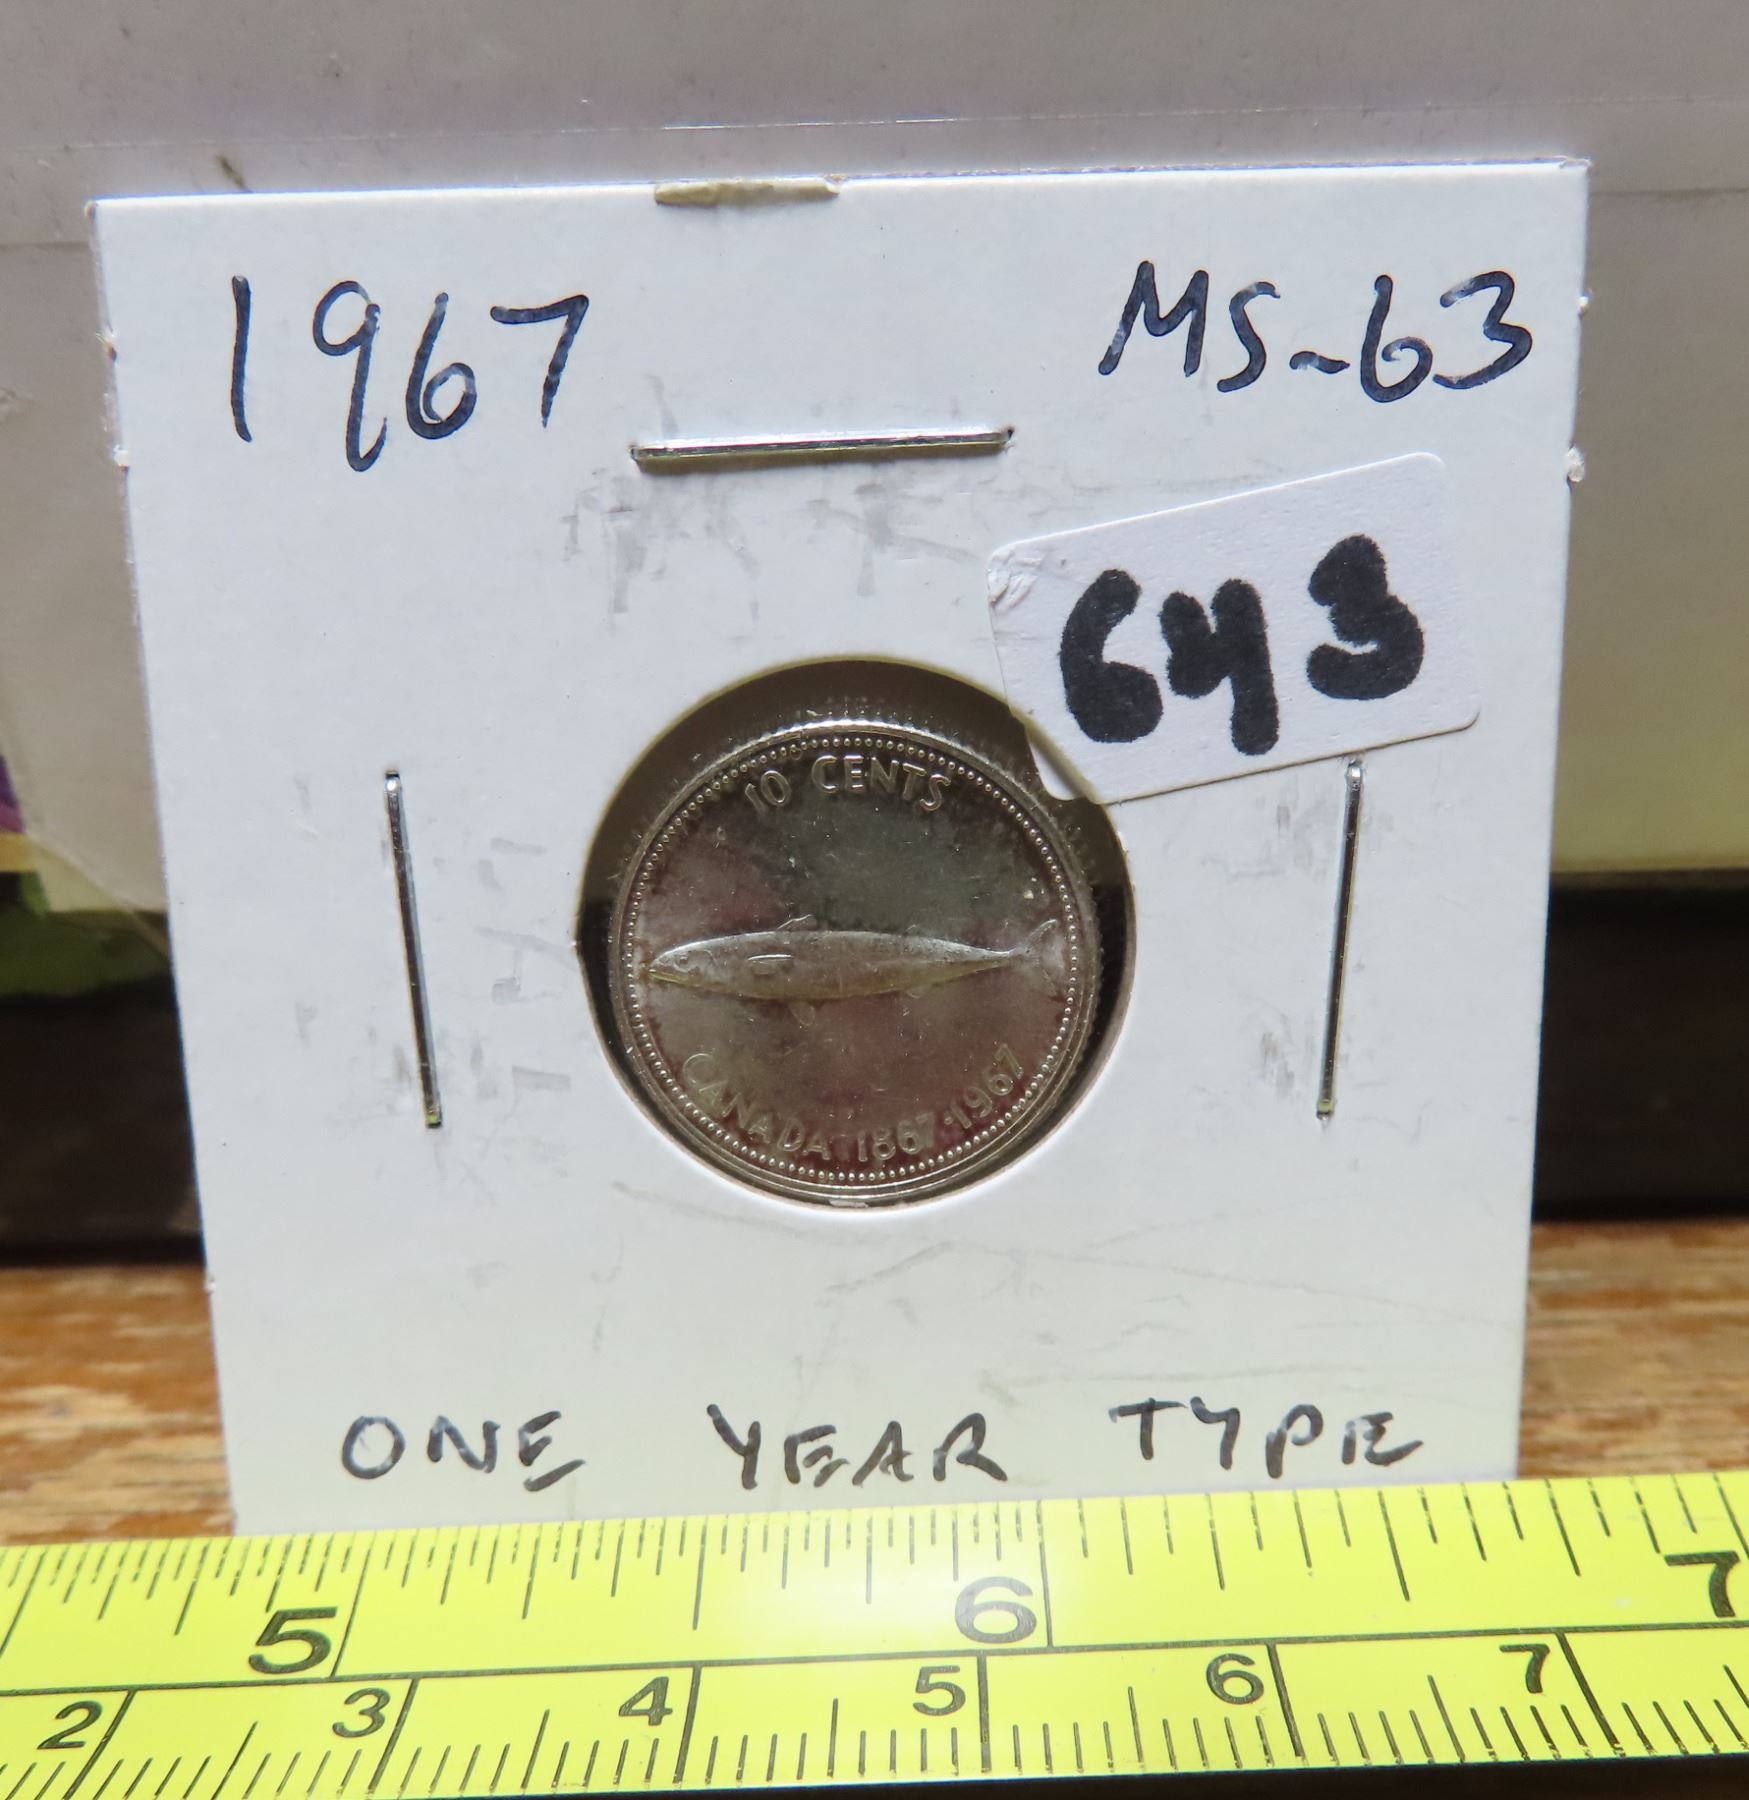 1967 MS-63
643
10 CENTS
CANADA·1867·1967
ONE YEAR TYPE
5 6 7
2 3 4 5 6 7